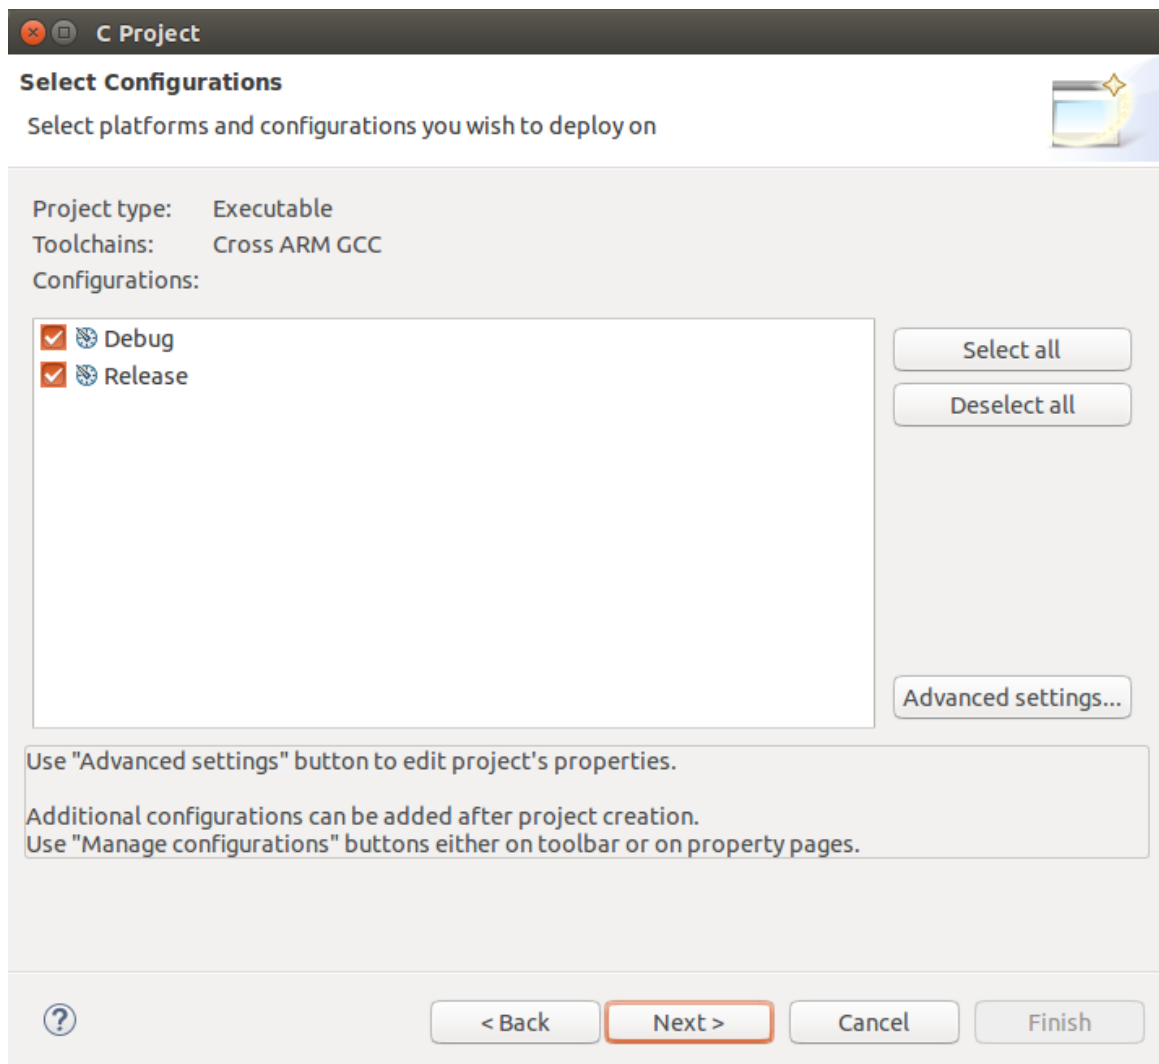 C Project
Select Configurations
Select platforms and configurations you wish to deploy on
Project type: Executable
Toolchains: Cross ARM GCC
Configurations:
Debug
Release
Select all
Deselect all
Advanced settings...
Use "Advanced settings" button to edit project's properties.
Additional configurations can be added after project creation.
Use "Manage configurations" buttons either on toolbar or on property pages.
?
< Back
Next >
Cancel
Finish